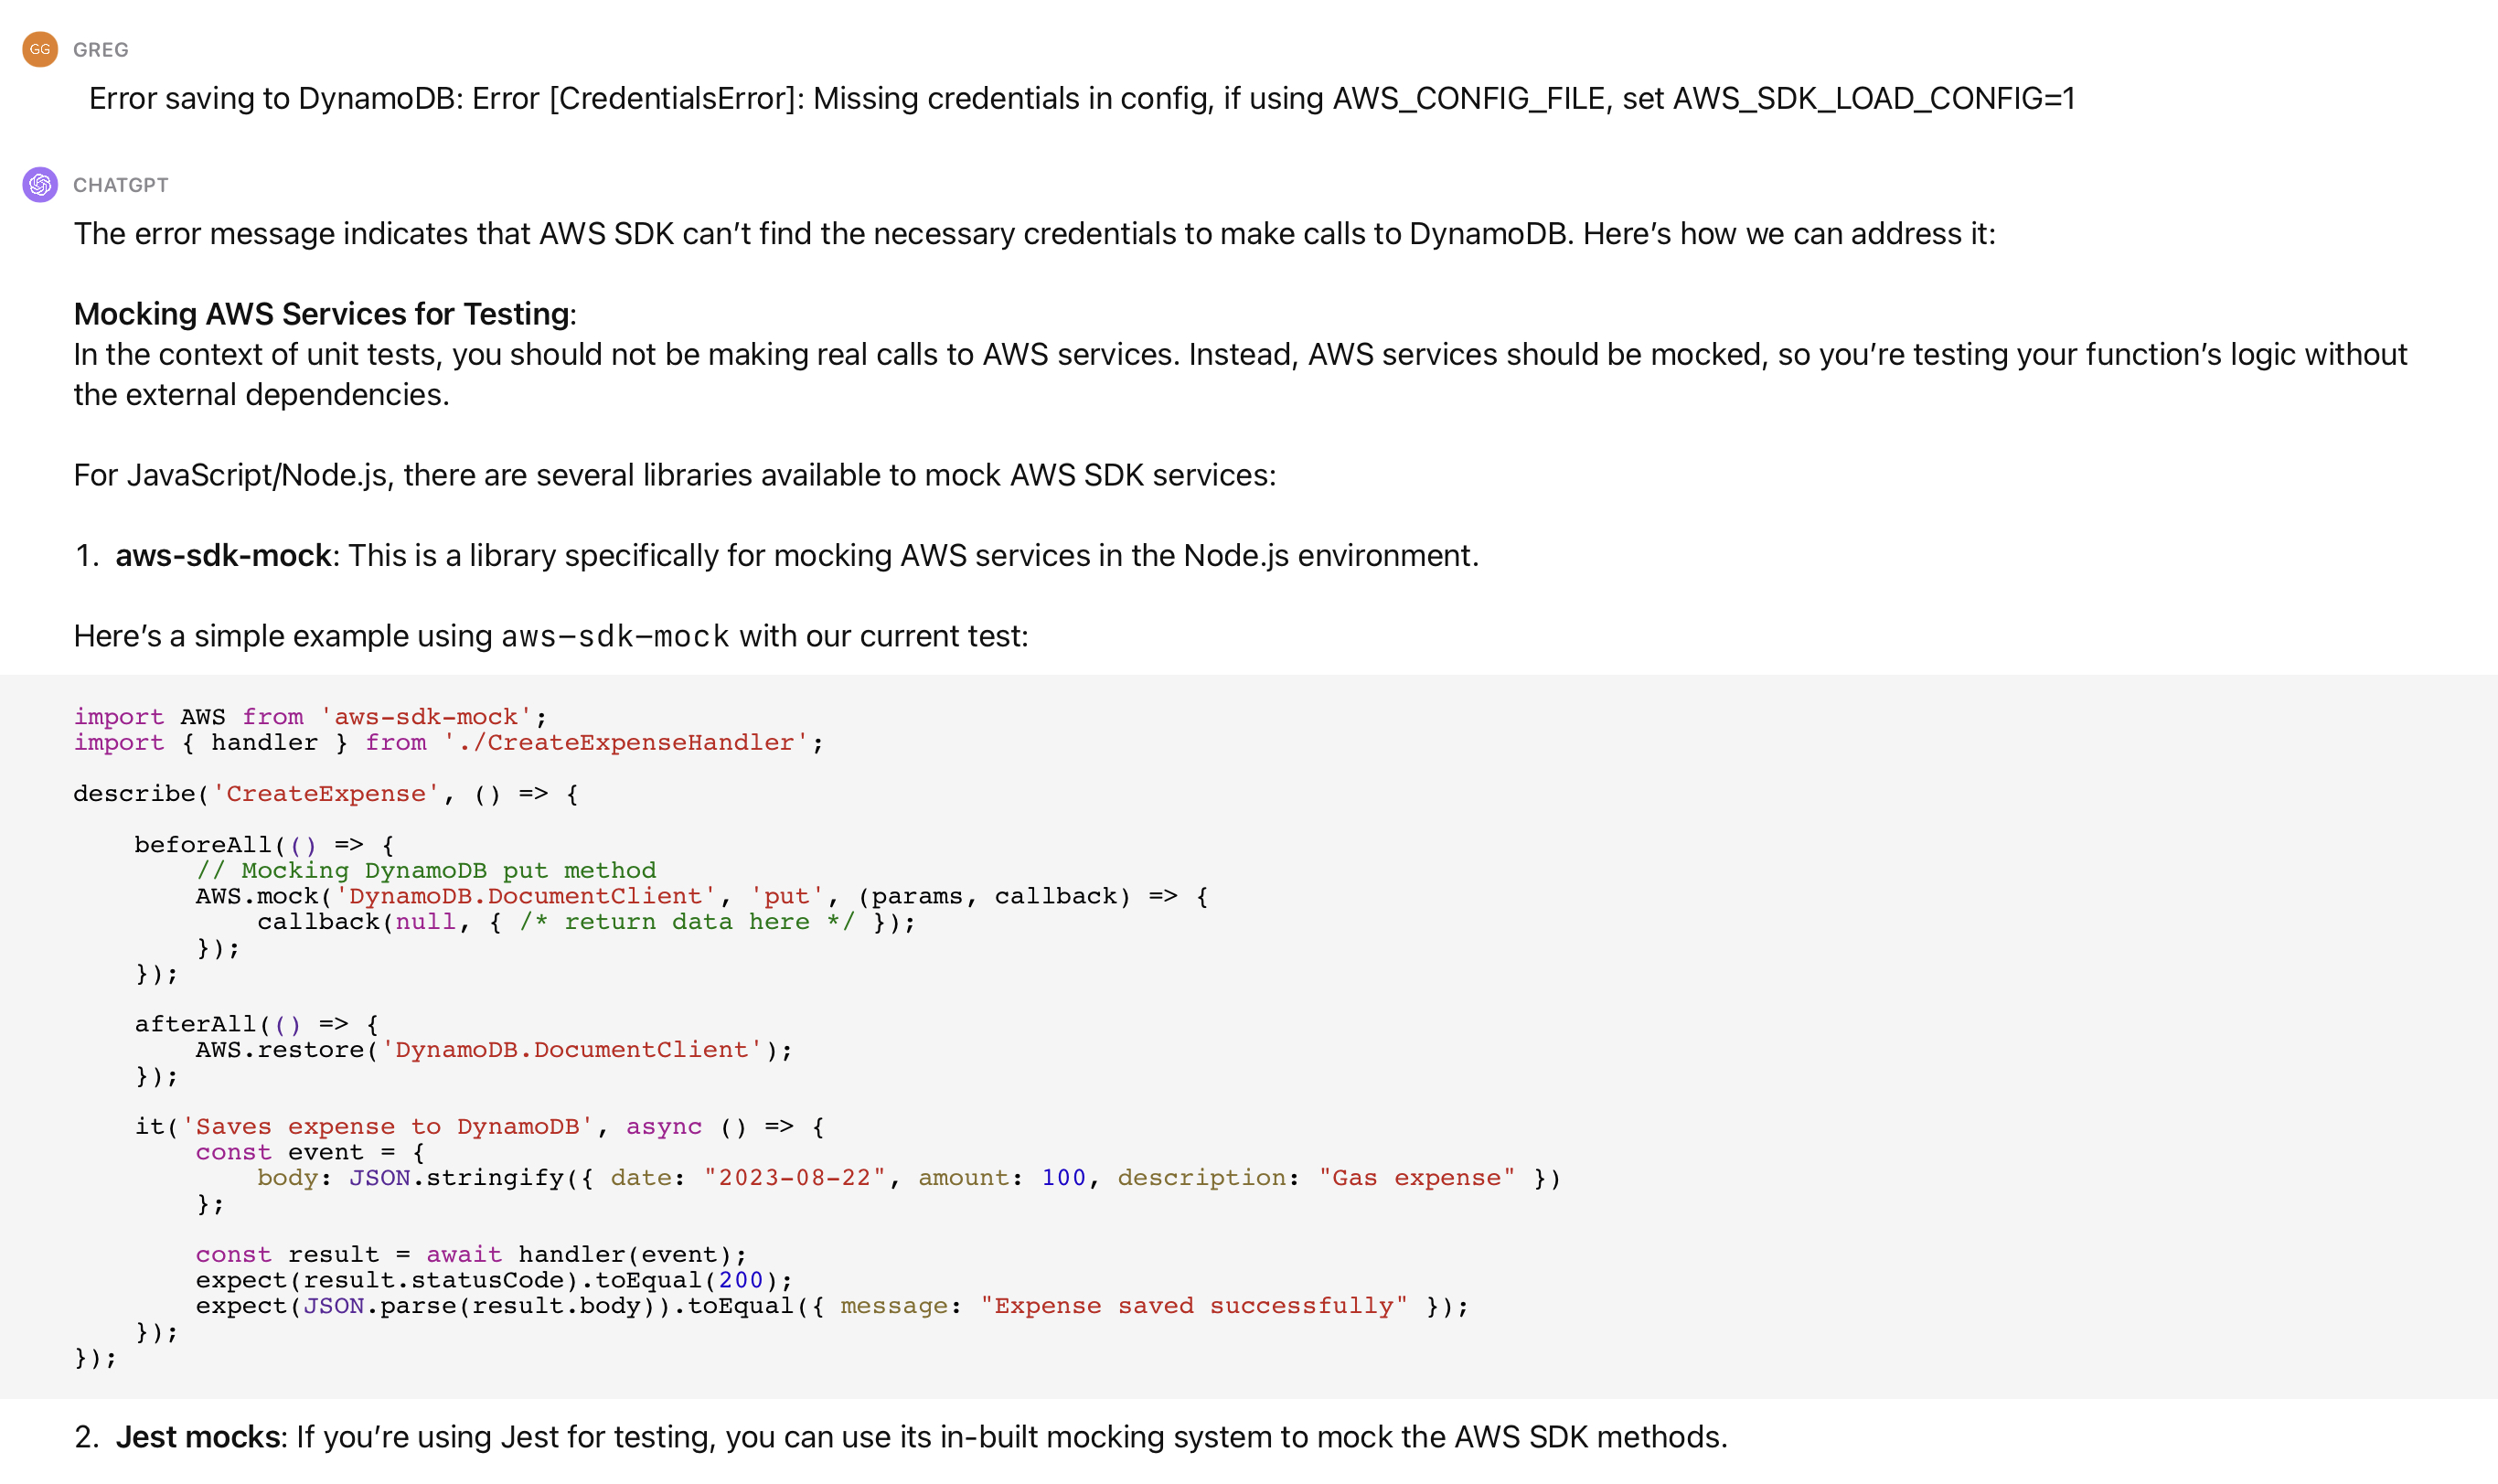 GG GREG
Error saving to DynamoDB: Error [CredentialsError]: Missing credentials in config, if using AWS_CONFIG_FILE, set AWS_SDK_LOAD_CONFIG=1
CHATGPT
The error message indicates that AWS SDK can’t find the necessary credentials to make calls to DynamoDB. Here’s how we can address it:
Mocking AWS Services for Testing:
In the context of unit tests, you should not be making real calls to AWS services. Instead, AWS services should be mocked, so you’re testing your function’s logic without
the external dependencies.
For JavaScript/Node.js, there are several libraries available to mock AWS SDK services:
1. aws-sdk-mock: This is a library specifically for mocking AWS services in the Node.js environment.
Here’s a simple example using aws-sdk-mock with our current test:
import AWS from 'aws-sdk-mock';
import { handler } from './CreateExpenseHandler';
describe('CreateExpense', () => {
    beforeAll(() => {
        // Mocking DynamoDB put method
        AWS.mock('DynamoDB.DocumentClient', 'put', (params, callback) => {
            callback(null, { /* return data here */ });
        });
    });
    afterAll(() => {
        AWS.restore('DynamoDB.DocumentClient');
    });
    it('Saves expense to DynamoDB', async () => {
        const event = {
            body: JSON.stringify({ date: "2023-08-22", amount: 100, description: "Gas expense" })
        };
        const result = await handler(event);
        expect(result.statusCode).toEqual(200);
        expect(JSON.parse(result.body)).toEqual({ message: "Expense saved successfully" });
    });
});
2. Jest mocks: If you’re using Jest for testing, you can use its in-built mocking system to mock the AWS SDK methods.